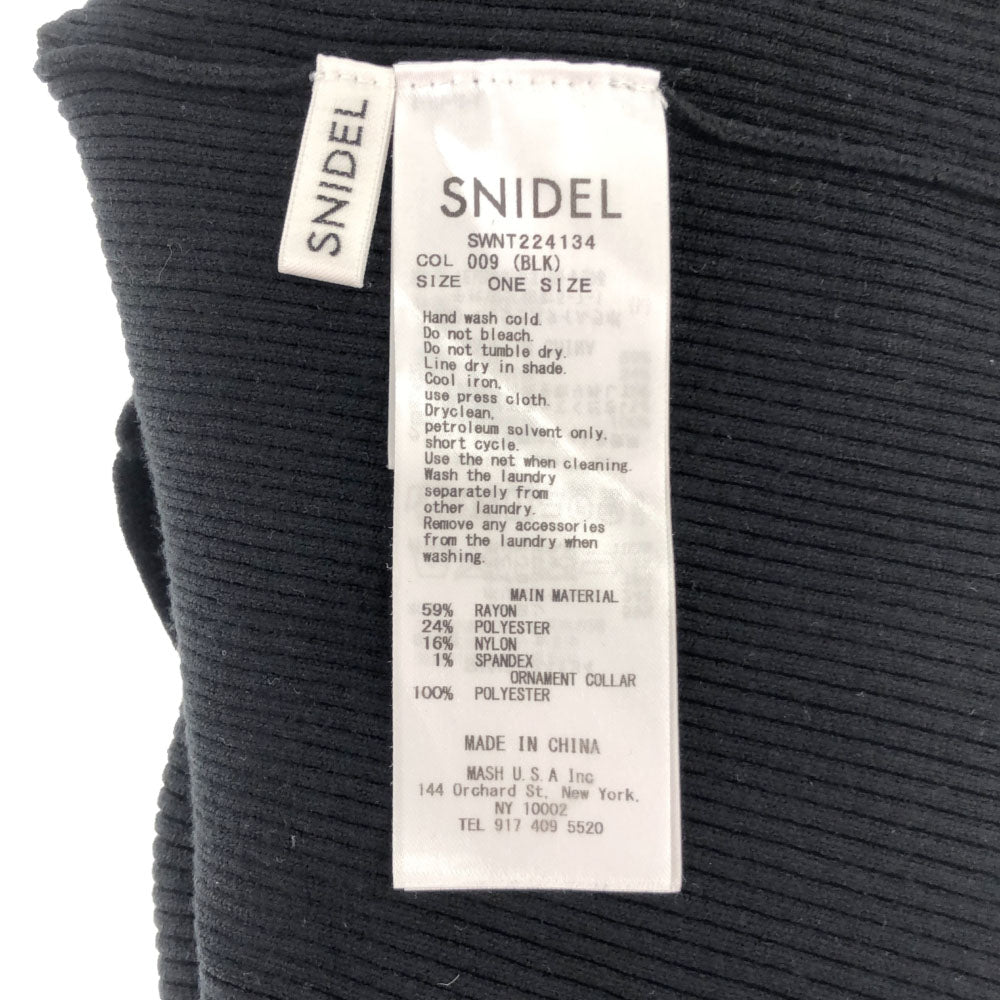 SNIDEL
SNIDEL
SWNT224134
COL 009 (BLK)
SIZE ONE SIZE
Hand wash cold.
Do not bleach.
Do not tumble dry.
Line dry in shade.
Cool iron,
use press cloth.
Dryclean,
petroleum solvent only,
short cycle.
Use the net when cleaning.
Wash the laundry
separately from
other laundry.
Remove any accessories
from the laundry when
washing.
MAIN MATERIAL
59% RAYON
24% POLYESTER
16% NYLON
1% SPANDEX
ORNAMENT COLLAR
100% POLYESTER
MADE IN CHINA
MASH U.S.A Inc
144 Orchard St, New York,
NY 10002
TEL 917 409 5520